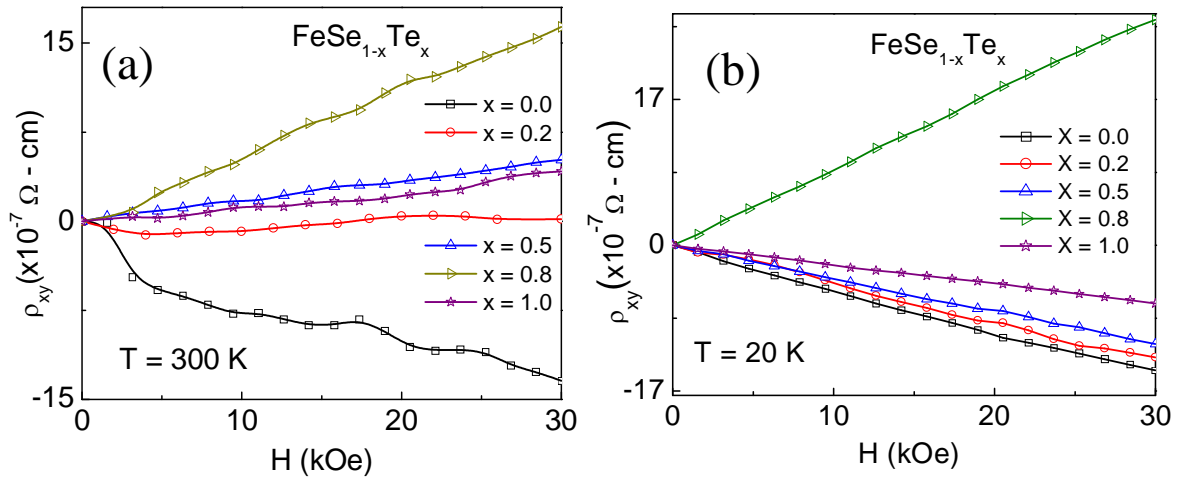 (a)
FeSe1-xTex
x = 0.0
x = 0.2
x = 0.5
x = 0.8
x = 1.0
T = 300 K
15
0
-15
ρxy(x10-7 Ω - cm)
0 10 20 30
H (kOe)
(b)
FeSe1-xTex
X = 0.0
X = 0.2
X = 0.5
X = 0.8
X = 1.0
T = 20 K
17
0
-17
ρxy(x10-7 Ω - cm)
0 10 20 30
H (kOe)